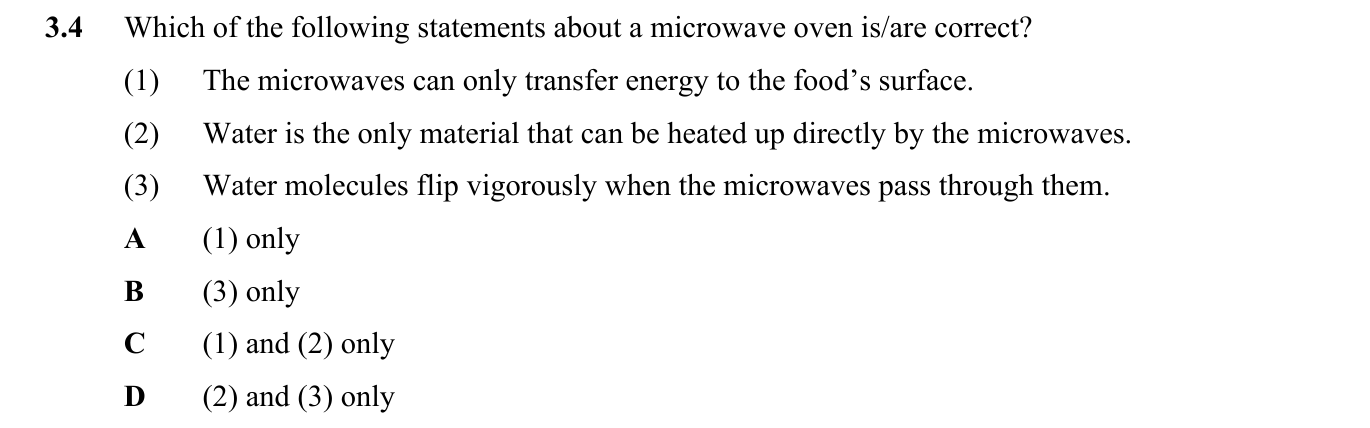 3.4 Which of the following statements about a microwave oven is/are correct?
(1) The microwaves can only transfer energy to the food’s surface.
(2) Water is the only material that can be heated up directly by the microwaves.
(3) Water molecules flip vigorously when the microwaves pass through them.
A (1) only
B (3) only
C (1) and (2) only
D (2) and (3) only